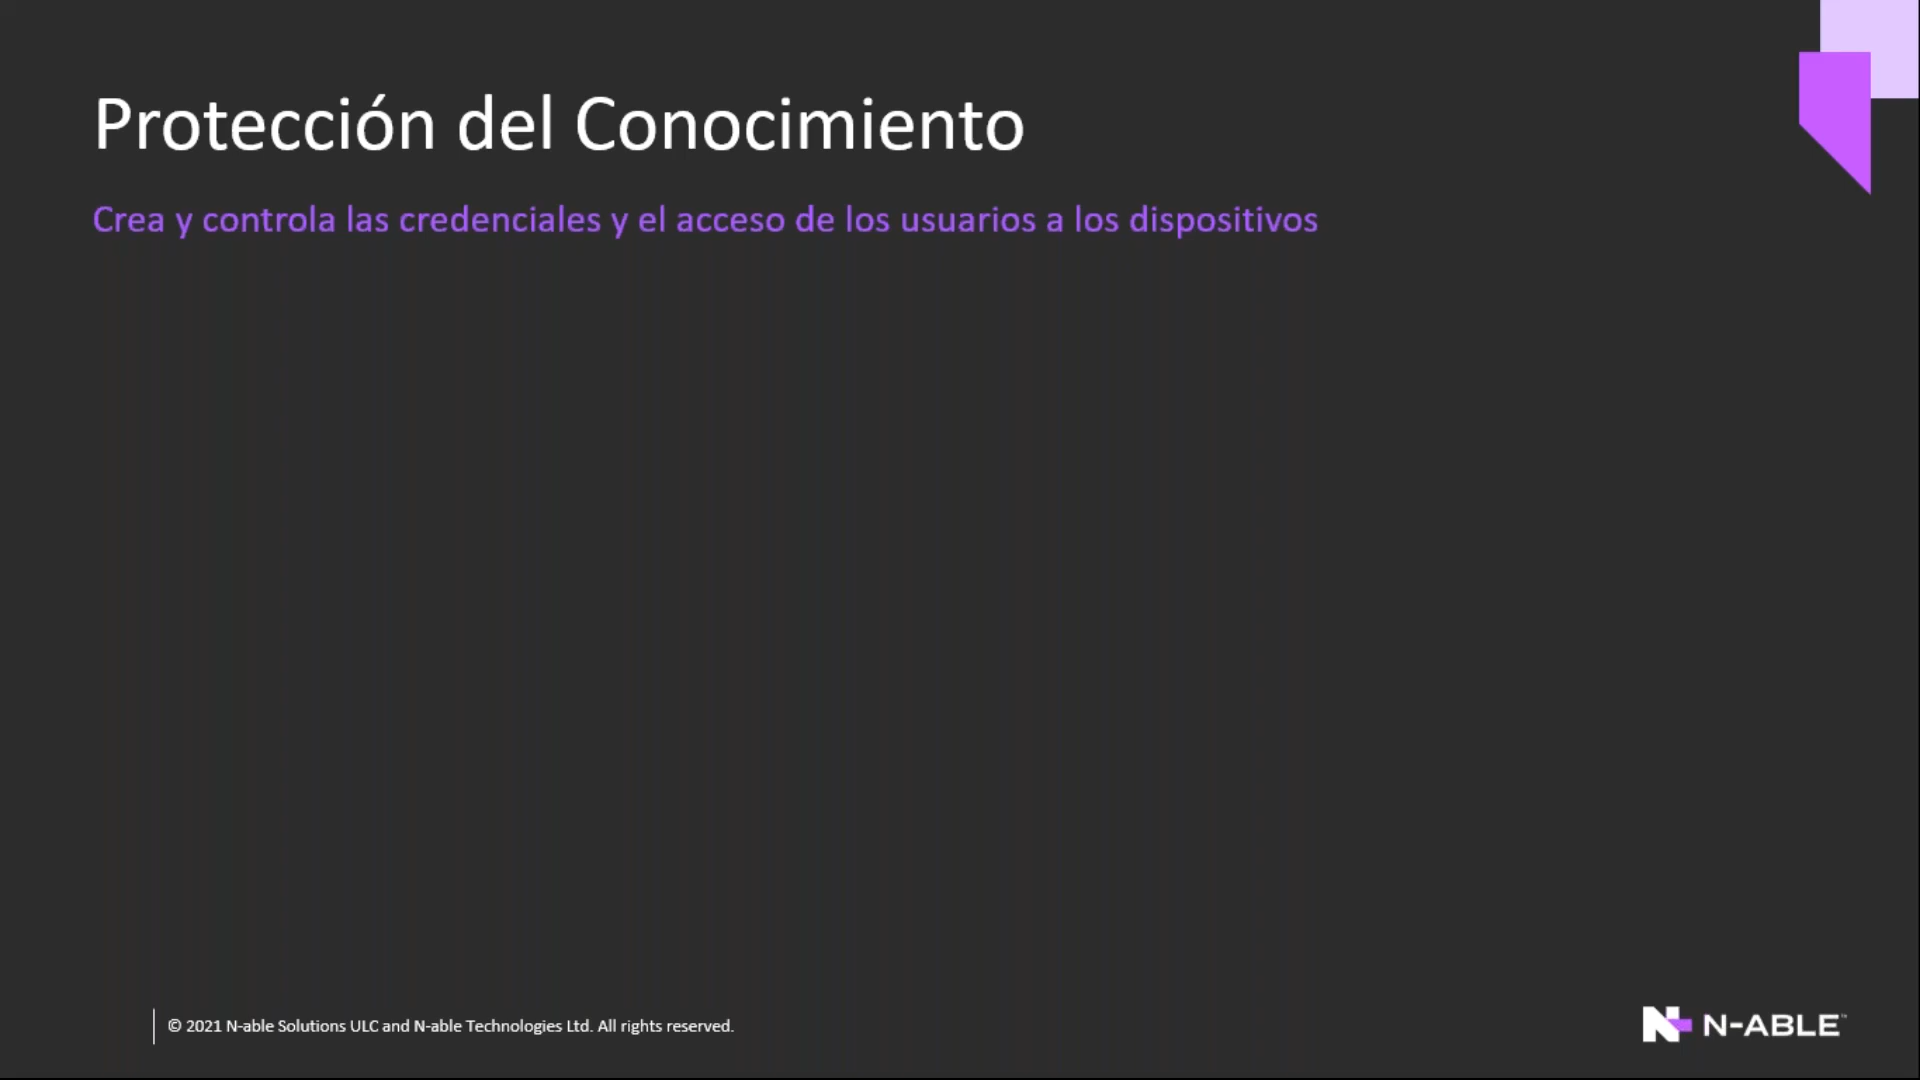 Protección del Conocimiento
Crea y controla las credenciales y el acceso de los usuarios a los dispositivos
© 2021 N-able Solutions ULC and N-able Technologies Ltd. All rights reserved.
N-ABLE™